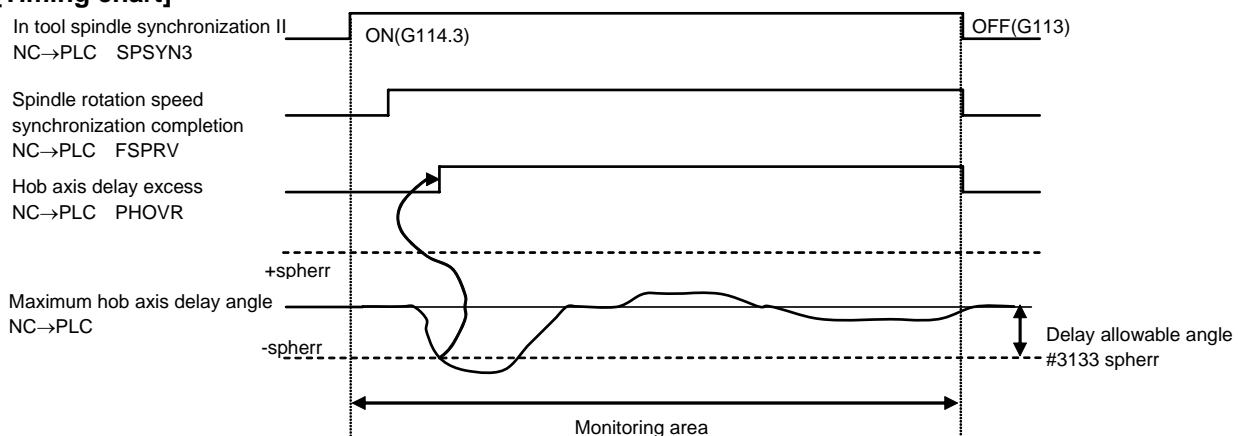 [Timing chart]
In tool spindle synchronization II
NC→PLC SPSYN3
ON(G114.3)
OFF(G113)
Spindle rotation speed
synchronization completion
NC→PLC FSPRV
Hob axis delay excess
NC→PLC PHOVR
+spherr
Maximum hob axis delay angle
NC→PLC
-spherr
Delay allowable angle
#3133 spherr
Monitoring area